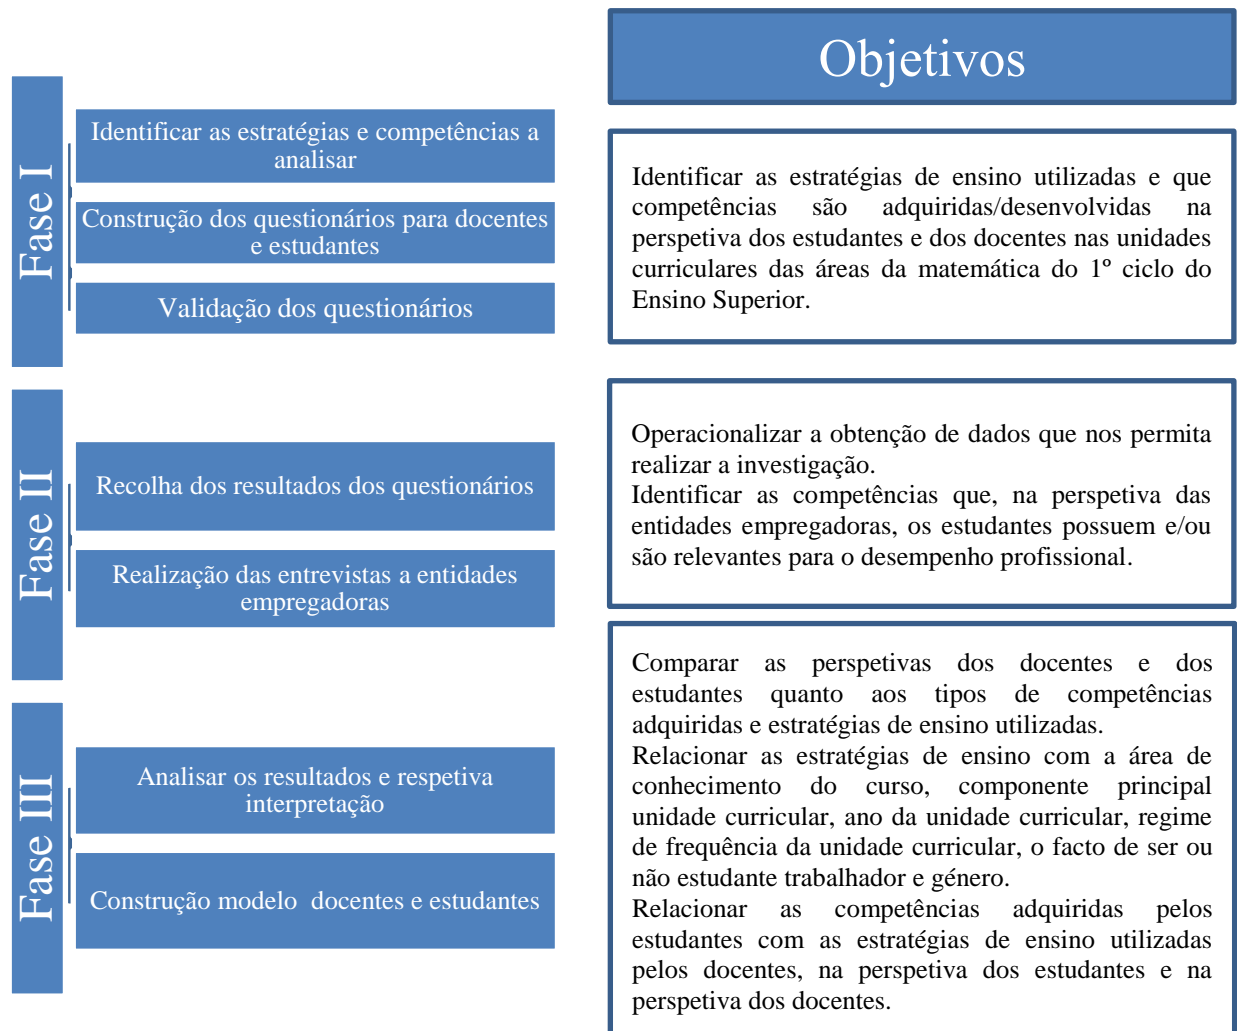 Objetivos
Fase I
Identificar as estratégias e competências a
analisar
Construção dos questionários para docentes
e estudantes
Validação dos questionários
Identificar as estratégias de ensino utilizadas e que
competências são adquiridas/desenvolvidas na
perspetiva dos estudantes e dos docentes nas unidades
curriculares das áreas da matemática do 1º ciclo do
Ensino Superior.
Fase II
Recolha dos resultados dos questionários
Realização das entrevistas a entidades
empregadoras
Operacionalizar a obtenção de dados que nos permita
realizar a investigação.
Identificar as competências que, na perspetiva das
entidades empregadoras, os estudantes possuem e/ou
são relevantes para o desempenho profissional.
Fase III
Analisar os resultados e respetiva
interpretação
Construção modelo docentes e estudantes
Comparar as perspetivas dos docentes e dos
estudantes quanto aos tipos de competências
adquiridas e estratégias de ensino utilizadas.
Relacionar as estratégias de ensino com a área de
conhecimento do curso, componente principal
unidade curricular, ano da unidade curricular, regime
de frequência da unidade curricular, o facto de ser ou
não estudante trabalhador e género.
Relacionar as competências adquiridas pelos
estudantes com as estratégias de ensino utilizadas
pelos docentes, na perspetiva dos estudantes e na
perspetiva dos docentes.